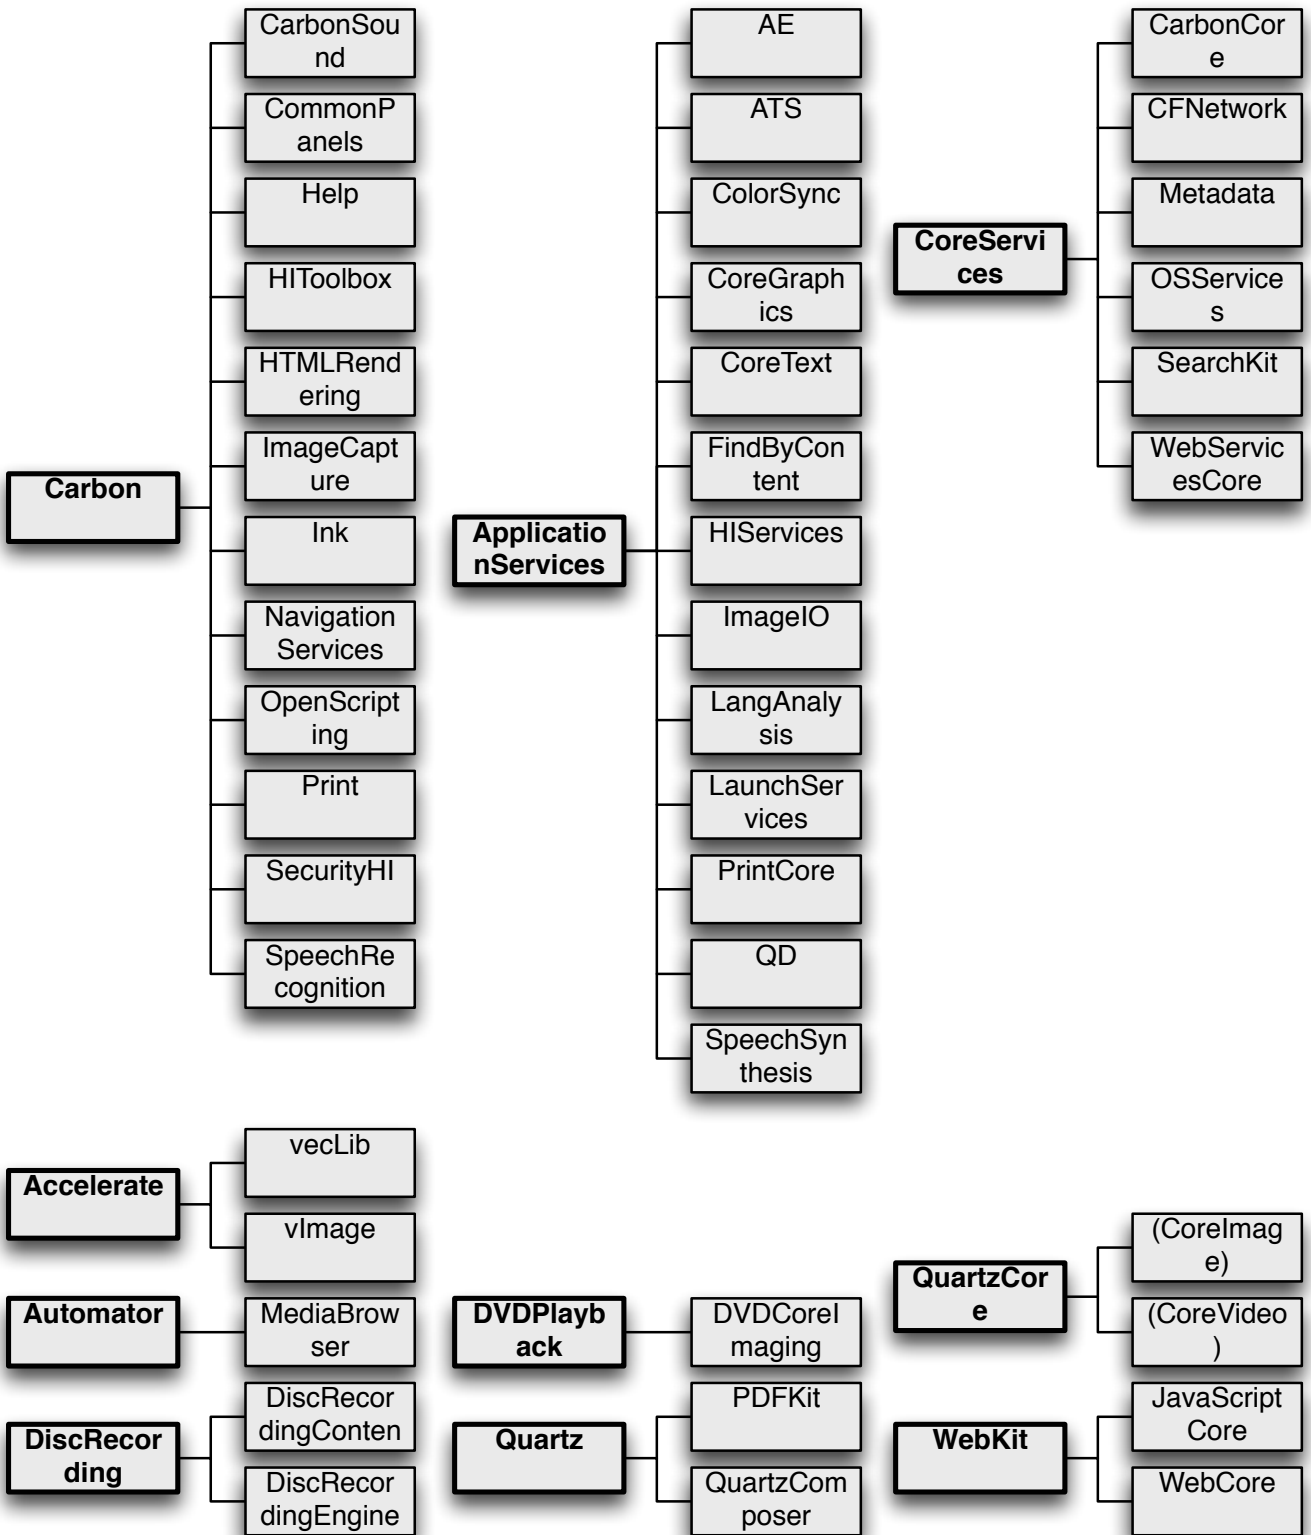 Carbon
CarbonSou
nd
CommonP
anels
Help
HIToolbox
HTMLRend
ering
ImageCapt
ure
Ink
Navigation
Services
OpenScript
ing
Print
SecurityHI
SpeechRe
cognition
Applicatio
nServices
AE
ATS
ColorSync
CoreGraph
ics
CoreText
FindByCon
tent
HIServices
ImageIO
LangAnaly
sis
LaunchSer
vices
PrintCore
QD
SpeechSyn
thesis
CoreServi
ces
CarbonCor
e
CFNetwork
Metadata
OSService
s
SearchKit
WebServic
esCore
Accelerate
vecLib
vImage
Automator
MediaBrow
ser
DiscRecor
ding
DiscRecor
dingConten
DiscRecor
dingEngine
DVDPlayb
ack
DVDCoreI
maging
Quartz
PDFKit
QuartzCom
poser
QuartzCor
e
(CoreImag
e)
(CoreVideo
)
WebKit
JavaScript
Core
WebCore